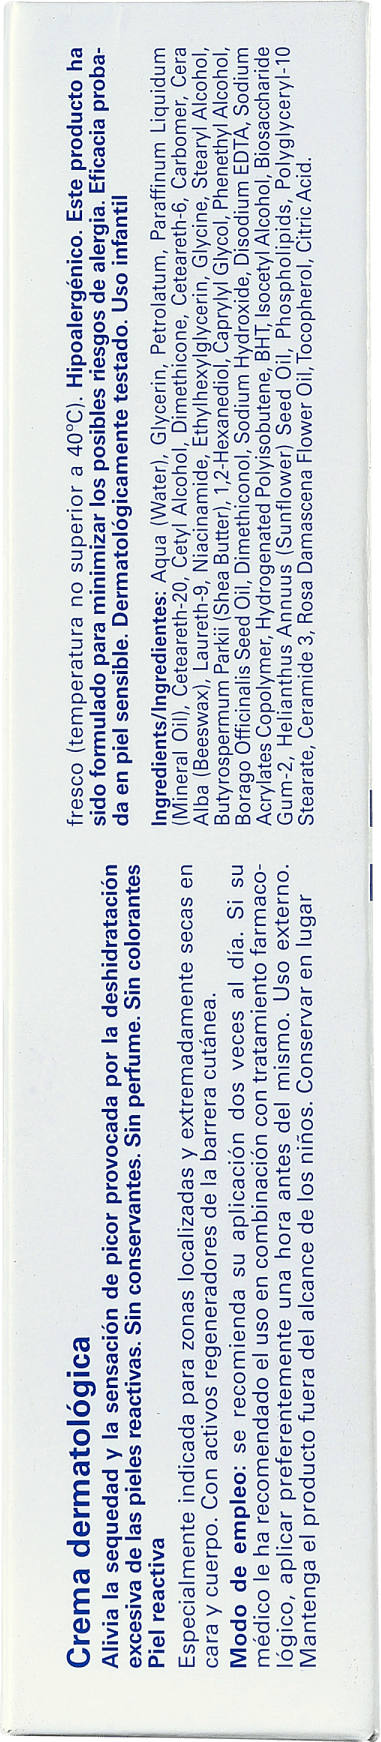 Crema dermatológica
Alivia la sequedad y la sensación de picor provocada por la deshidratación
excesiva de las pieles reactivas. Sin conservantes. Sin perfume. Sin colorantes
Piel reactiva
Especialmente indicada para zonas localizadas y extremadamente secas en
cara y cuerpo. Con activos regeneradores de la barrera cutánea.
Modo de empleo: se recomienda su aplicación dos veces al día. Si su
médico le ha recomendado el uso en combinación con tratamiento farmaco-
lógico, aplicar preferentemente una hora antes del mismo. Uso externo.
Mantenga el producto fuera del alcance de los niños. Conservar en lugar
fresco (temperatura no superior a 40ºC). Hipoalergénico. Este producto ha
sido formulado para minimizar los posibles riesgos de alergia. Eficacia proba-
da en piel sensible. Dermatológicamente testado. Uso infantil
Ingredients/Ingredientes: Aqua (Water), Glycerin, Petrolatum, Paraffinum Liquidum
(Mineral Oil), Ceteareth-20, Cetyl Alcohol, Dimethicone, Ceteareth-6, Carbomer, Cera
Alba (Beeswax), Laureth-9, Niacinamide, Ethylhexylglycerin, Glycine, Stearyl Alcohol,
Butyrospermum Parkii (Shea Butter), 1,2-Hexanediol, Caprylyl Glycol, Phenethyl Alcohol,
Borago Officinalis Seed Oil, Dimethiconol, Sodium Hydroxide, Disodium EDTA, Sodium
Acrylates Copolymer, Hydrogenated Polyisobutene, BHT, Isocetyl Alcohol, Biosaccharide
Gum-2, Helianthus Annuus (Sunflower) Seed Oil, Phospholipids, Polyglyceryl-10
Stearate, Ceramide 3, Rosa Damascena Flower Oil, Tocopherol, Citric Acid.